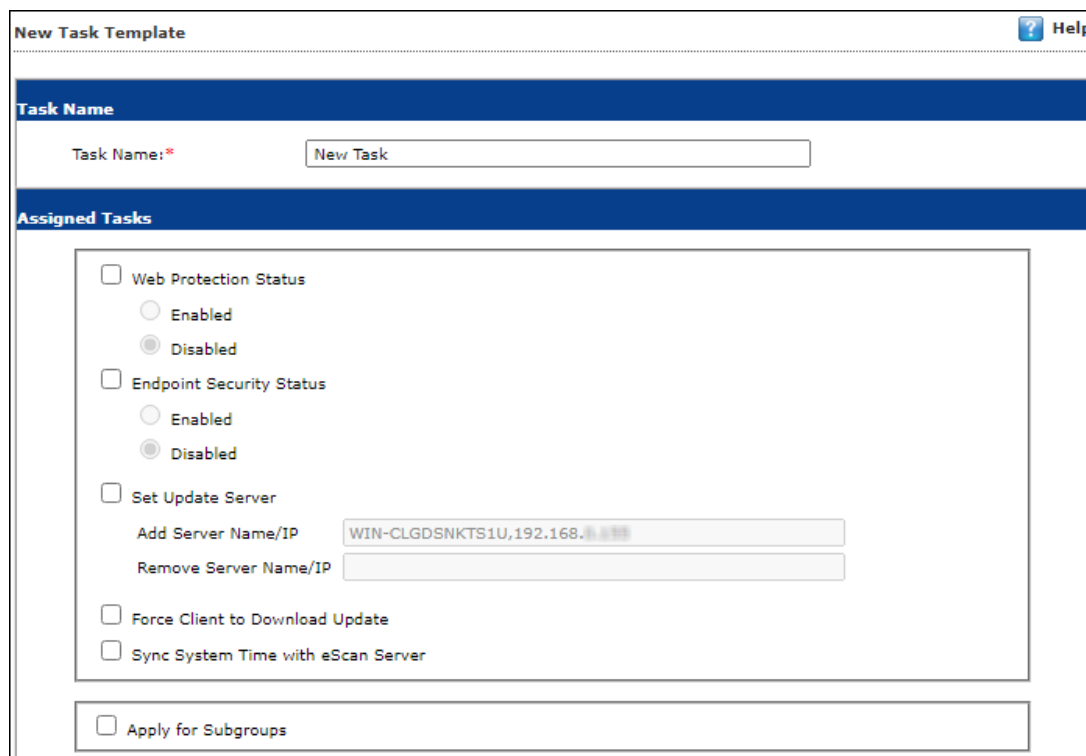 New Task Template
? Help
Task Name
Task Name:*
New Task
Assigned Tasks
Web Protection Status
Enabled
Disabled
Endpoint Security Status
Enabled
Disabled
Set Update Server
Add Server Name/IP WIN-CLGDSNKTS1U,192.168.
Remove Server Name/IP
Force Client to Download Update
Sync System Time with eScan Server
Apply for Subgroups